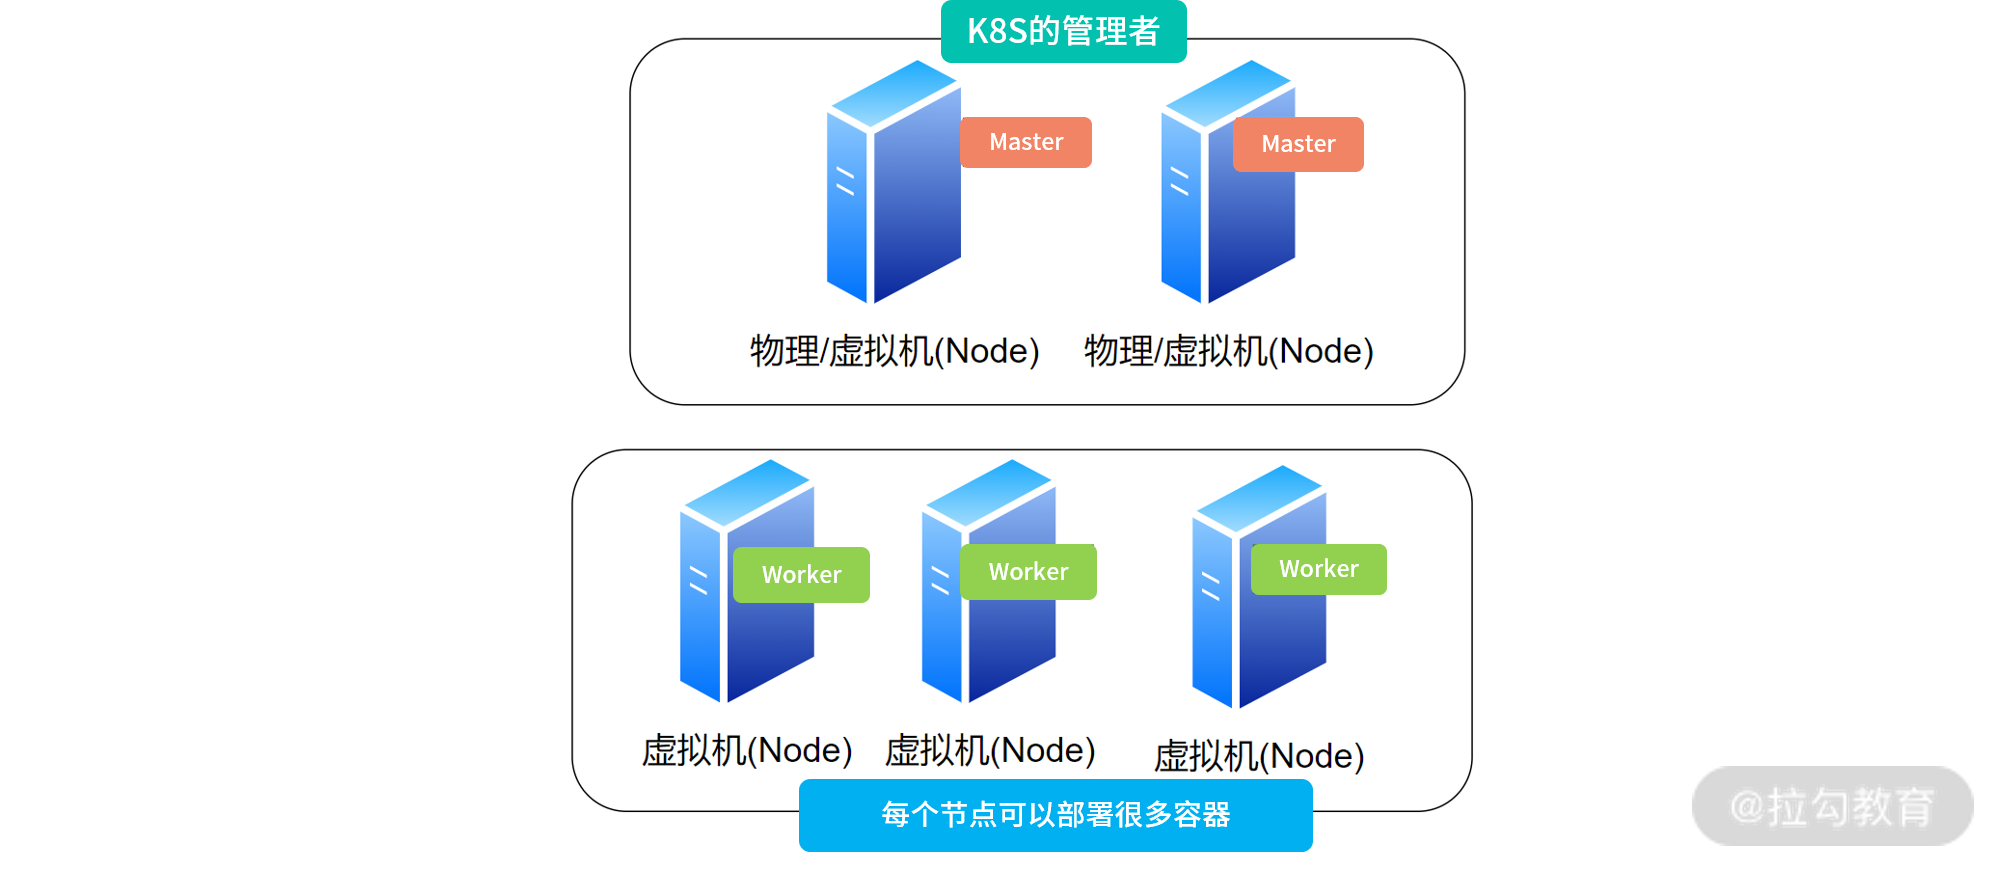 K8S的管理者
Master
Master
物理/虚拟机(Node)
物理/虚拟机(Node)
Worker
Worker
Worker
虚拟机(Node)
虚拟机(Node)
虚拟机(Node)
每个节点可以部署很多容器
@拉勾教育